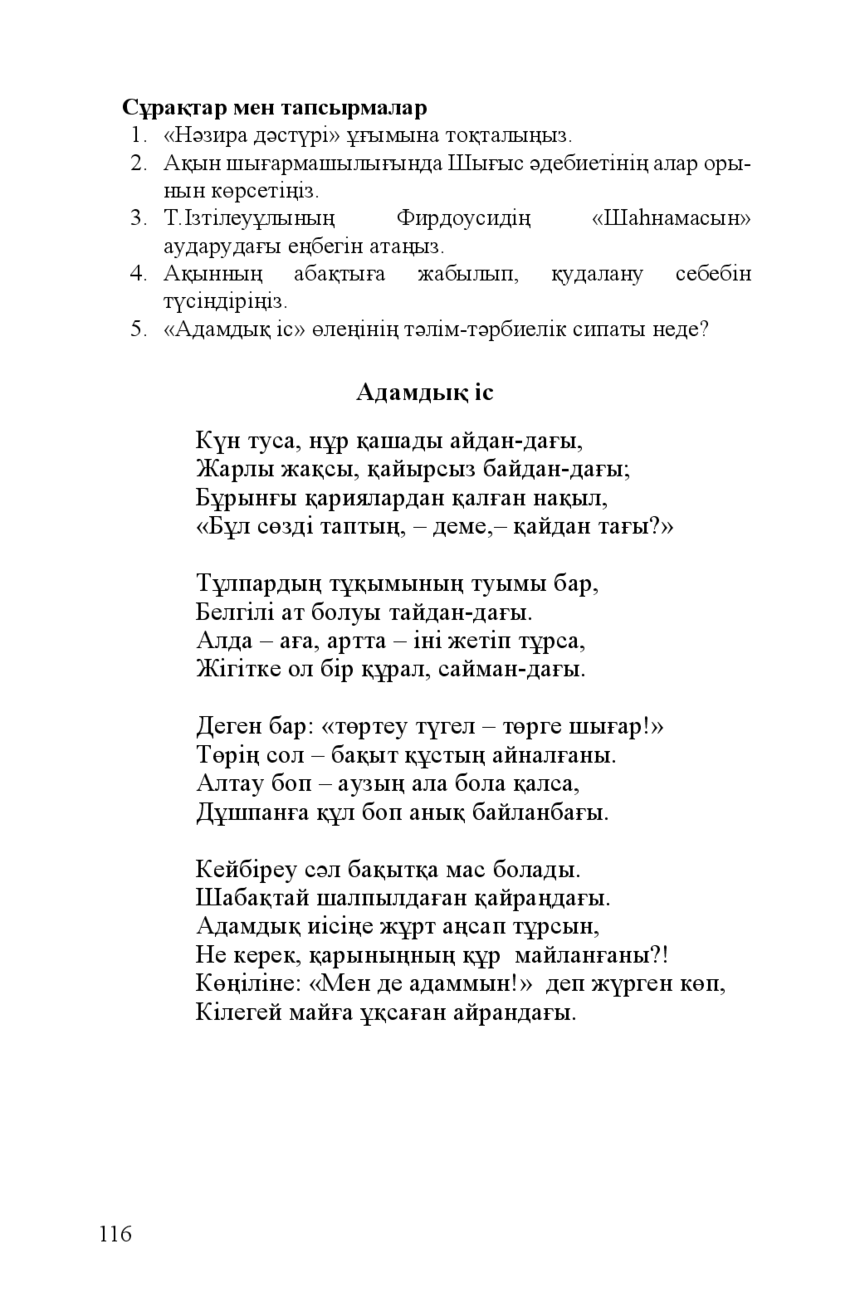 Сұрақтар мен тапсырмалар
1. «Нәзира дәстүрі» ұғымына тоқталыңыз.
2. Ақын шығармашылығында Шығыс әдебиетінің алар оры-
нын көрсетіңіз.
3. Т.Ізтілеуұлының Фирдоусидің «Шаһнамасын»
аударудағы еңбегін атаңыз.
4. Ақынның абақтыға жабылып, қудалану себебін
түсіндіріңіз.
5. «Адамдық іс» өлеңінің тәлім-тәрбиелік сипаты неде?
Адамдық іс
Күн туса, нұр қашады айдан-дағы,
Жарлы жақсы, қайырсыз байдан-дағы;
Бұрынғы қариялардан қалған нақыл,
«Бұл сөзді таптың, – деме,– қайдан тағы?»
Тұлпардың тұқымының туымы бар,
Белгілі ат болуы тайдан-дағы.
Алда – аға, артта – іні жетіп тұрса,
Жігітке ол бір құрал, сайман-дағы.
Деген бар: «төртеу түгел – төрге шығар!»
Төрің сол – бақыт құстың айналғаны.
Алтау боп – аузың ала бола қалса,
Дұшпанға құл боп анық байланбағы.
Кейбіреу сәл бақытқа мас болады.
Шабақтай шалпылдаған қайраңдағы.
Адамдық иісіңе жұрт аңсап тұрсын,
Не керек, қарыныңның құр майланғаны?!
Көңіліне: «Мен де адаммын!» деп жүрген көп,
Кілегей майға ұқсаған айрандағы.
116